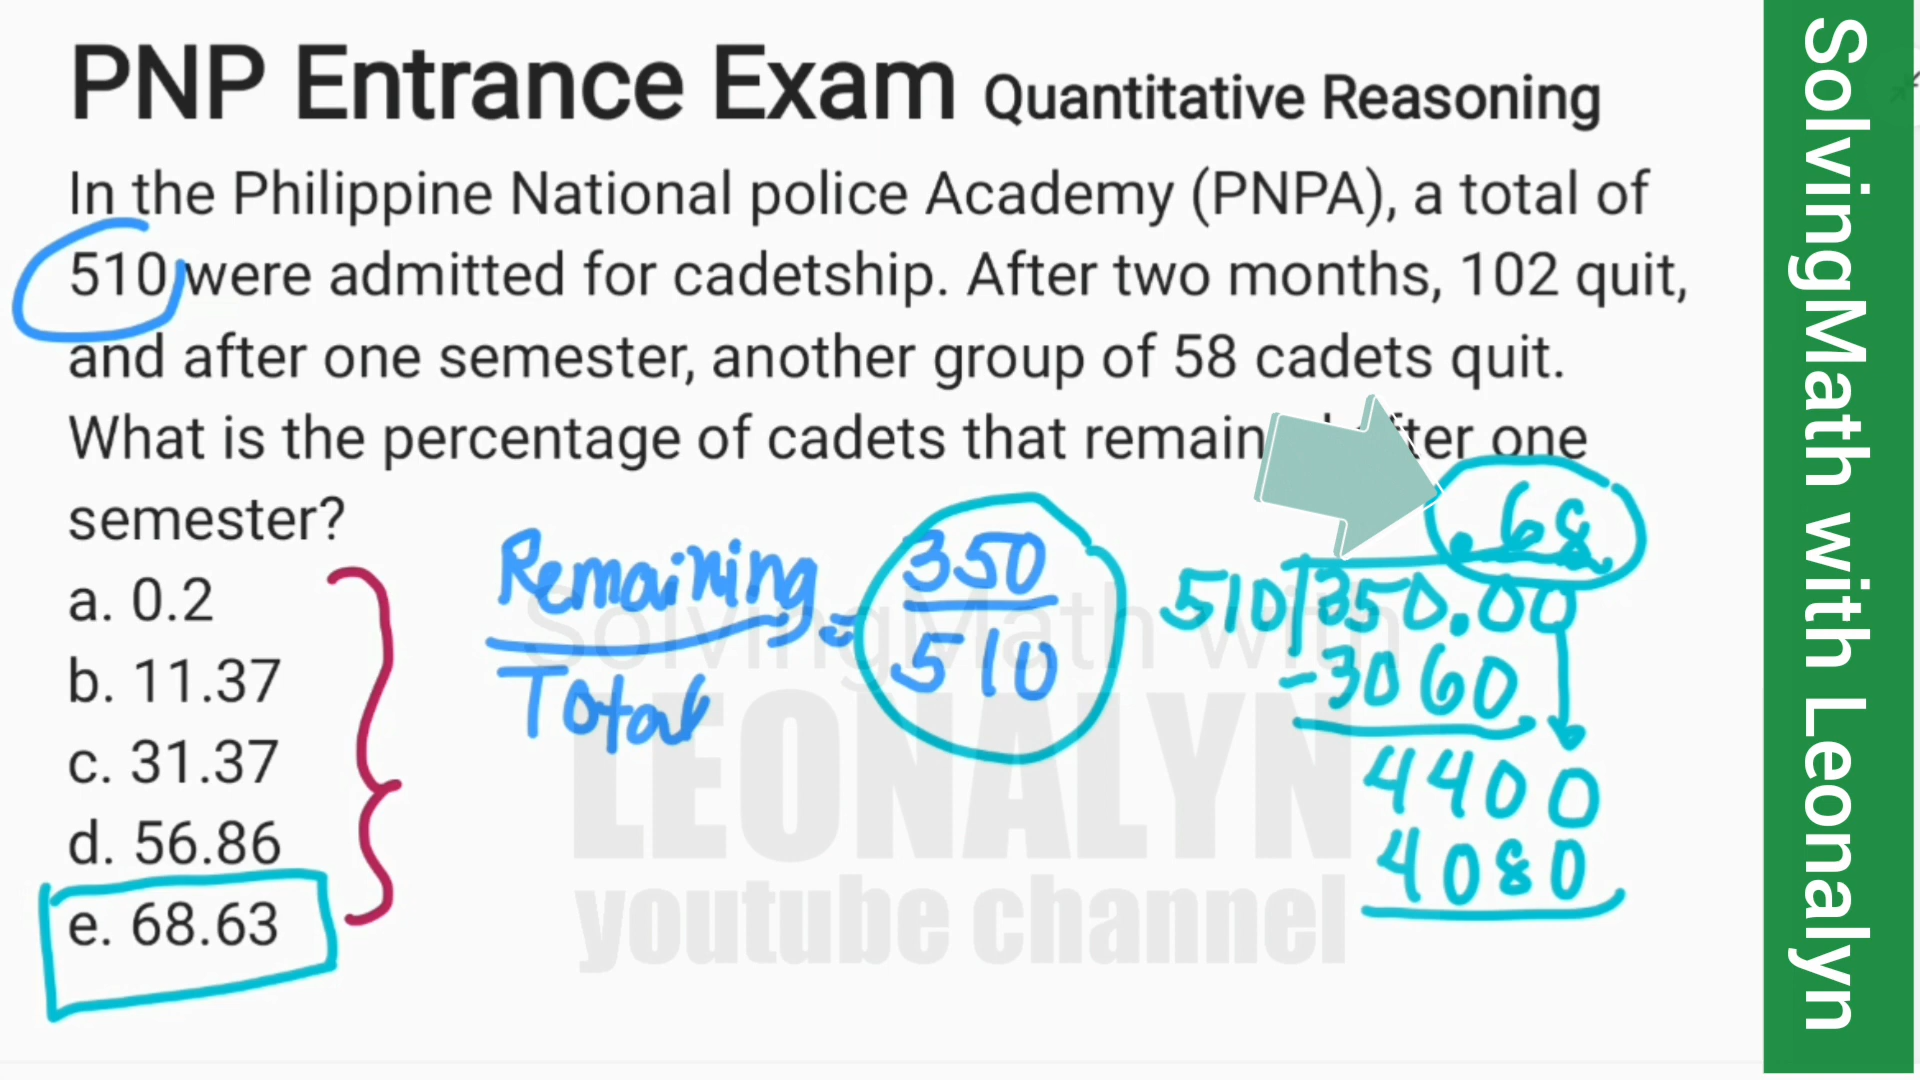 PNP Entrance Exam Quantitative Reasoning
In the Philippine National police Academy (PNPA), a total of
510 were admitted for cadetship. After two months, 102 quit,
and after one semester, another group of 58 cadets quit.
What is the percentage of cadets that remain ter one
semester?
a. 0.2
b. 11.37
c. 31.37
d. 56.86
e. 68.63
Remaining
Total
=
350
510
.68
510 350.00
-3060
4400
4080
SolvingMath with
LEONALYN
youtube channel
SolvingMath with Leonalyn